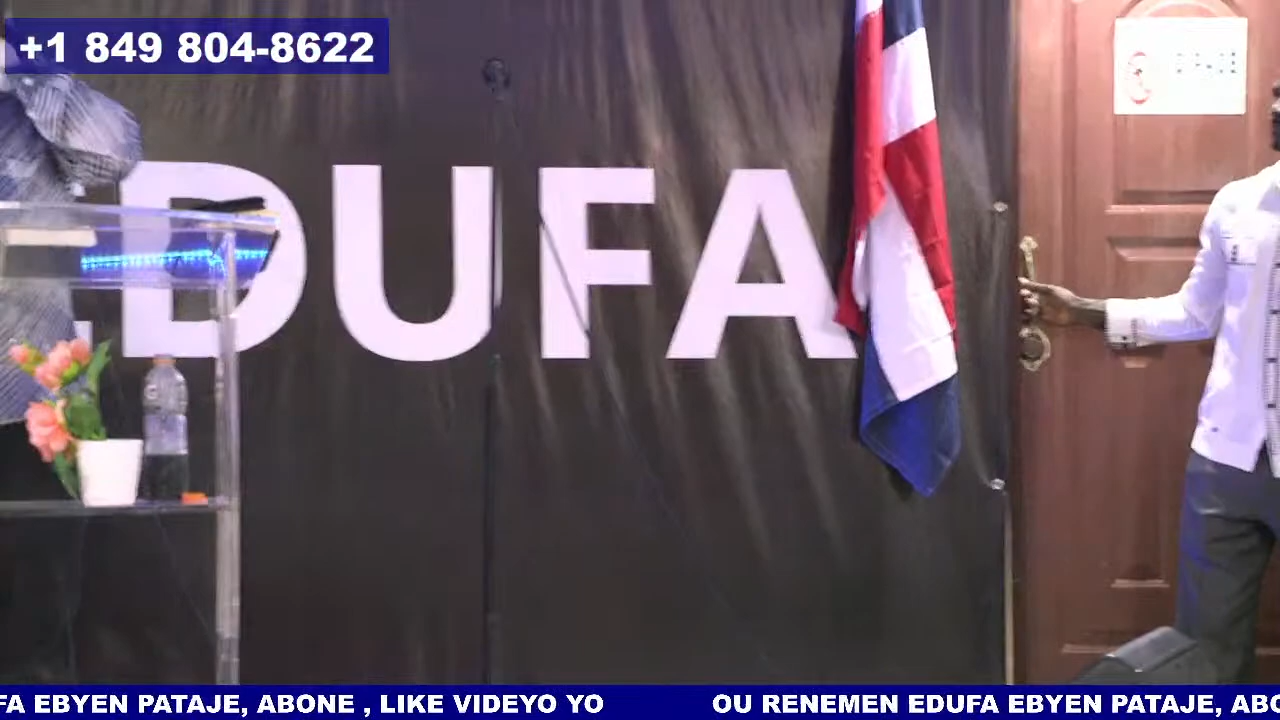 +1 849 804-8622
EDUFA
FA EBYEN PATAJE, ABONE , LIKE VIDEYO YO OU RENEMEN EDUFA EBYEN PATAJE, ABO